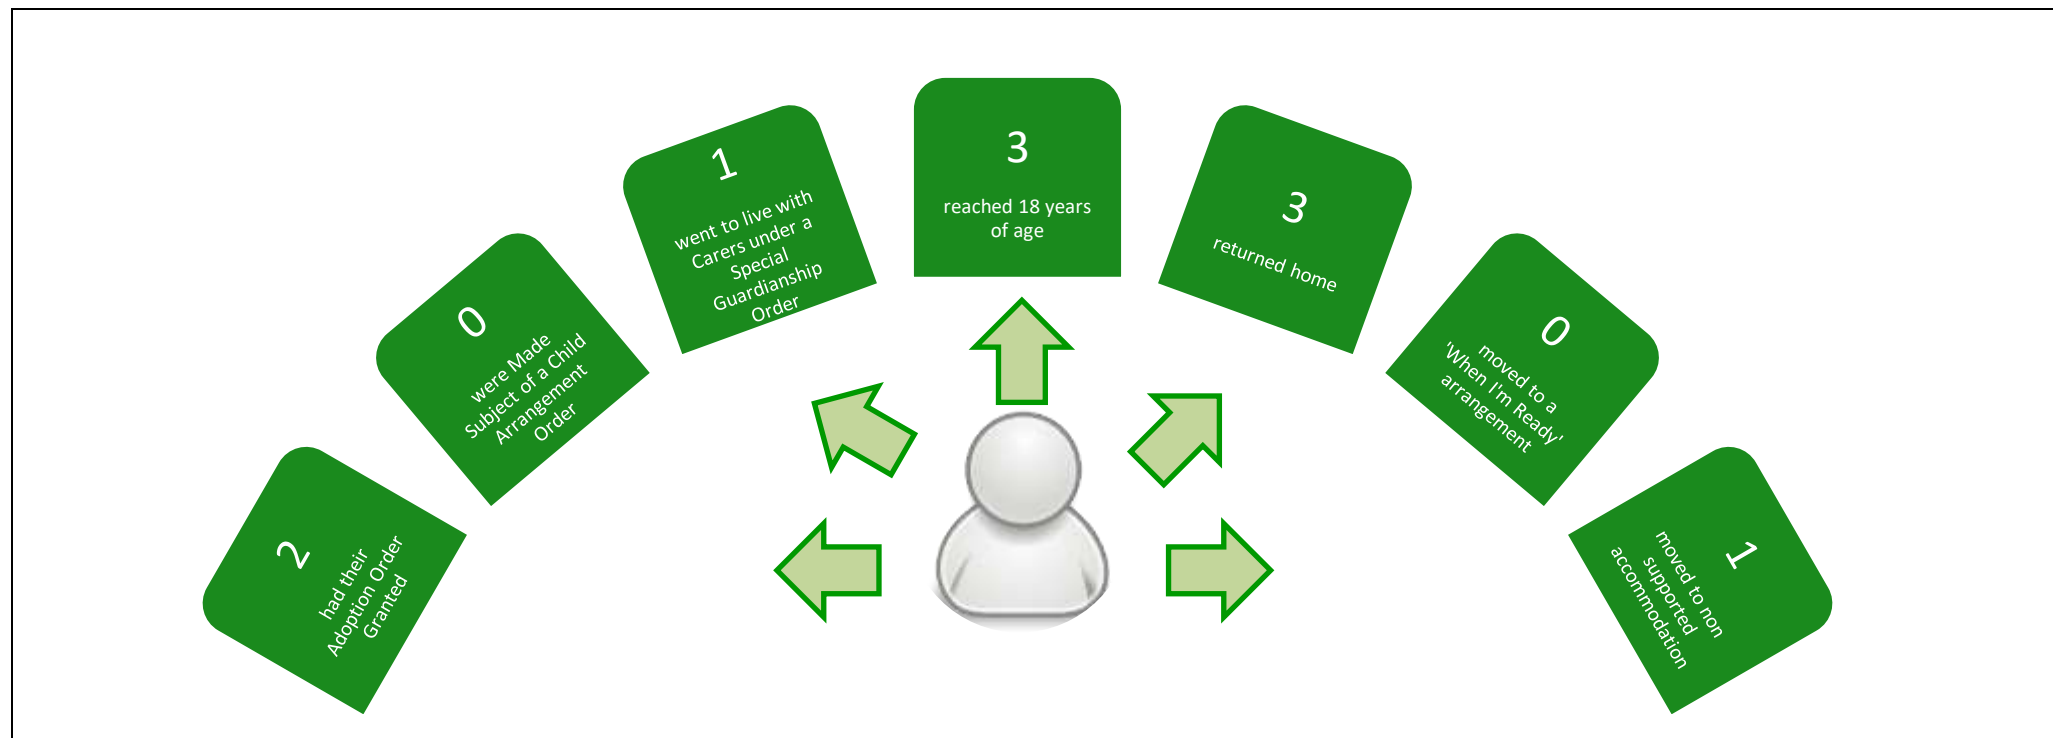 2
had their
Adoption Order
Granted
0
were Made
Subject of a Child
Arrangement
Order
1
went to live with
Carers under a
Special
Guardianship
Order
3
reached 18 years
of age
3
returned home
0
moved to a
'When I'm Ready'
arrangement
1
moved to non
supported
accommodation